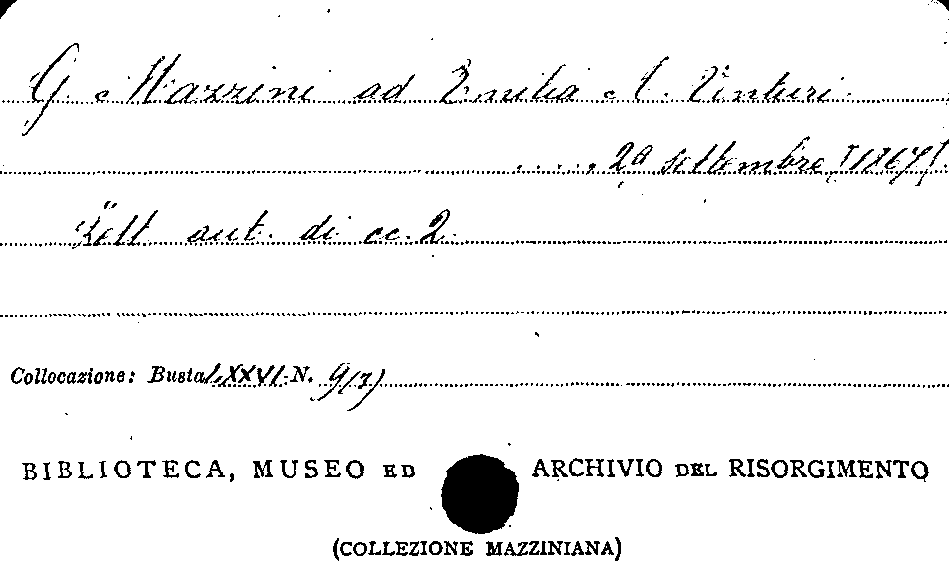 G. Mazzini ad Emilia A. Venturi.
....., 29 settembre [1867].
Lett. aut. di cc. 2.
Collocazione: Busta LXXVI N. 9(7)
BIBLIOTECA, MUSEO ED ARCHIVIO DEL RISORGIMENTO
(COLLEZIONE MAZZINIANA)